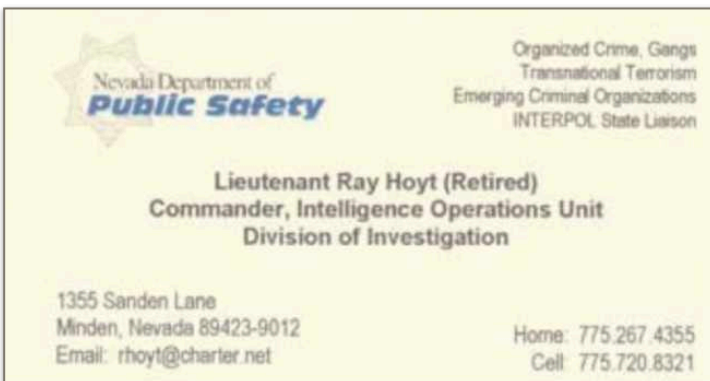 Nevada Department of
Public Safety
Organized Crime, Gangs
Transnational Terrorism
Emerging Criminal Organizations
INTERPOL State Liaison
Lieutenant Ray Hoyt (Retired)
Commander, Intelligence Operations Unit
Division of Investigation
1355 Sanden Lane
Minden, Nevada 89423-9012
Email: rhoyt@charter.net
Home: 775.267.4355
Cell: 775.720.8321